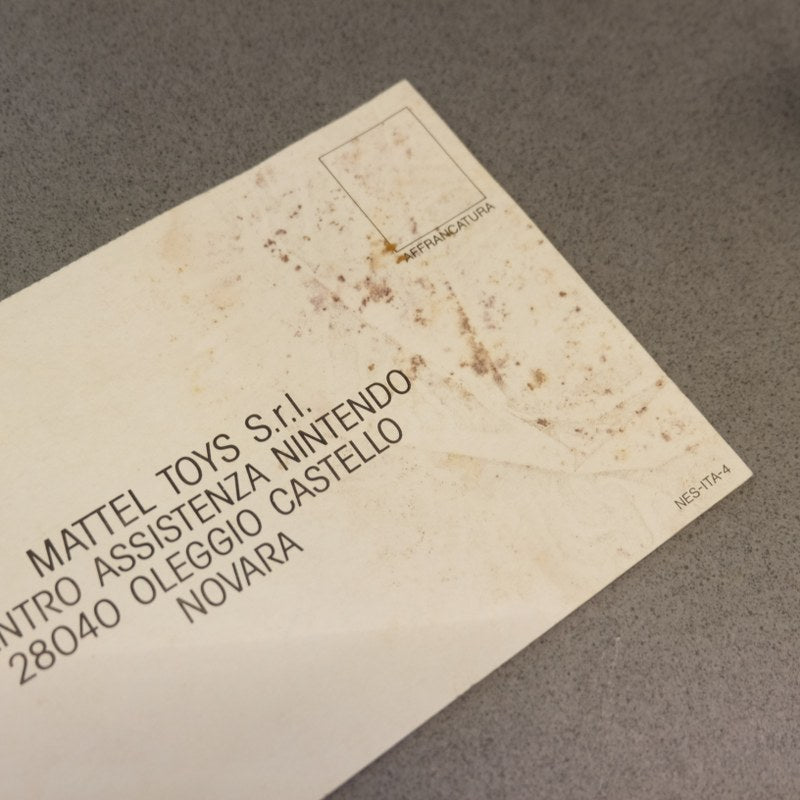 AFFRANCATURA
MATTEL TOYS S.r.l.
NTRO ASSISTENZA NINTENDO
28040 OLEGGIO CASTELLO
NOVARA
NES-ITA-4